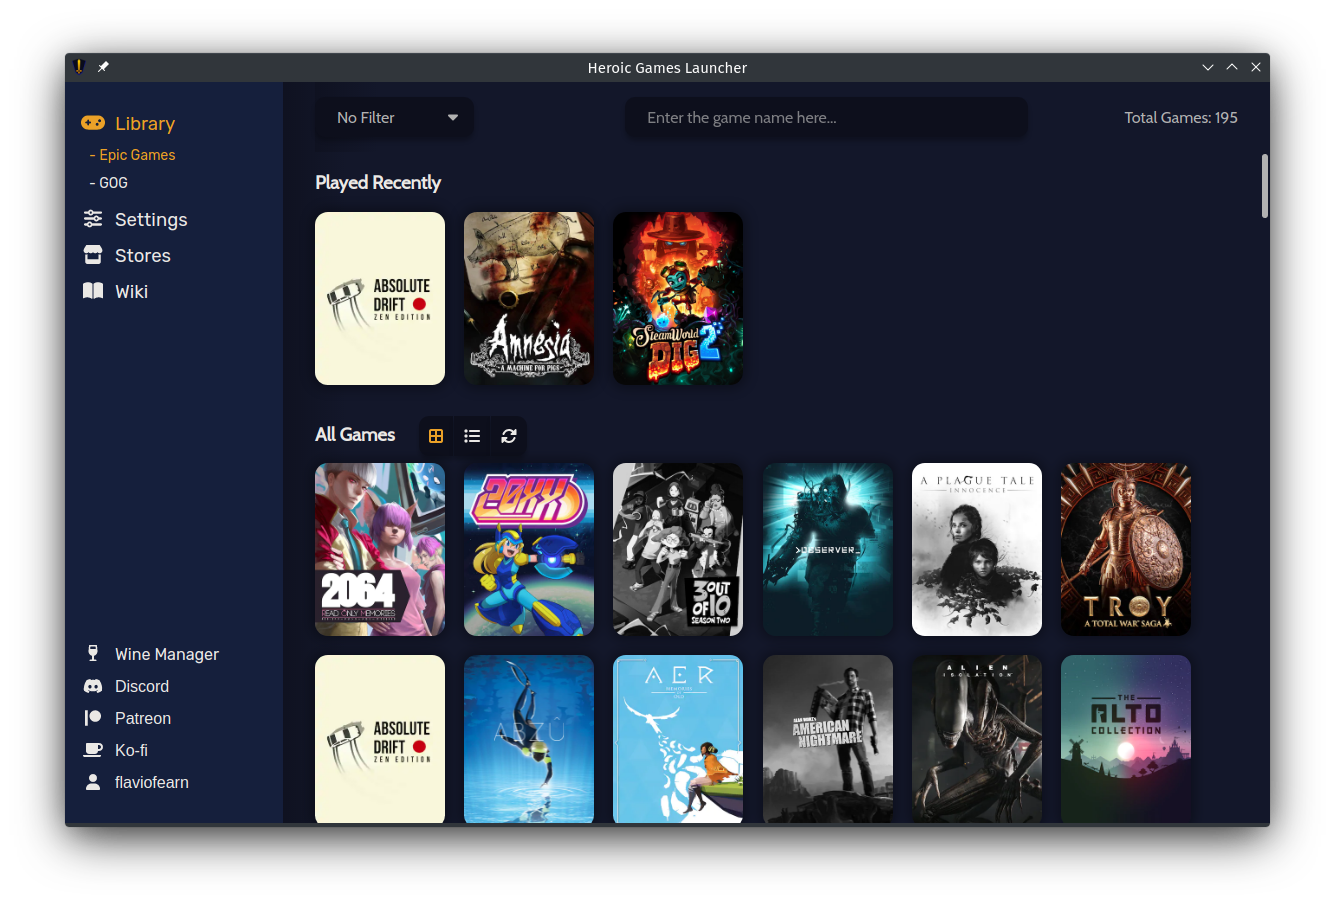 Heroic Games Launcher
Library
- Epic Games
- GOG
Settings
Stores
Wiki
Wine Manager
Discord
Patreon
Ko-fi
flaviofearn
No Filter
Enter the game name here...
Total Games: 195
Played Recently
ABSOLUTE
DRIFT
ZEN EDITION
Amnesia
A MACHINE FOR PIGS
SteamWorld
DIG 2
All Games
2064
READ ONLY MEMORIES
20XX
3 OUT
OF 10
SEASON TWO
>OBSERVER_
A PLAGUE TALE
INNOCENCE
TROY
A TOTAL WAR SAGA
ABSOLUTE
DRIFT
ZEN EDITION
ABZÛ
AER
MEMORIES
OF
OLD
ALAN WAKE'S
AMERICAN
NIGHTMARE
ALIEN
ISOLATION
THE
ALTO
COLLECTION